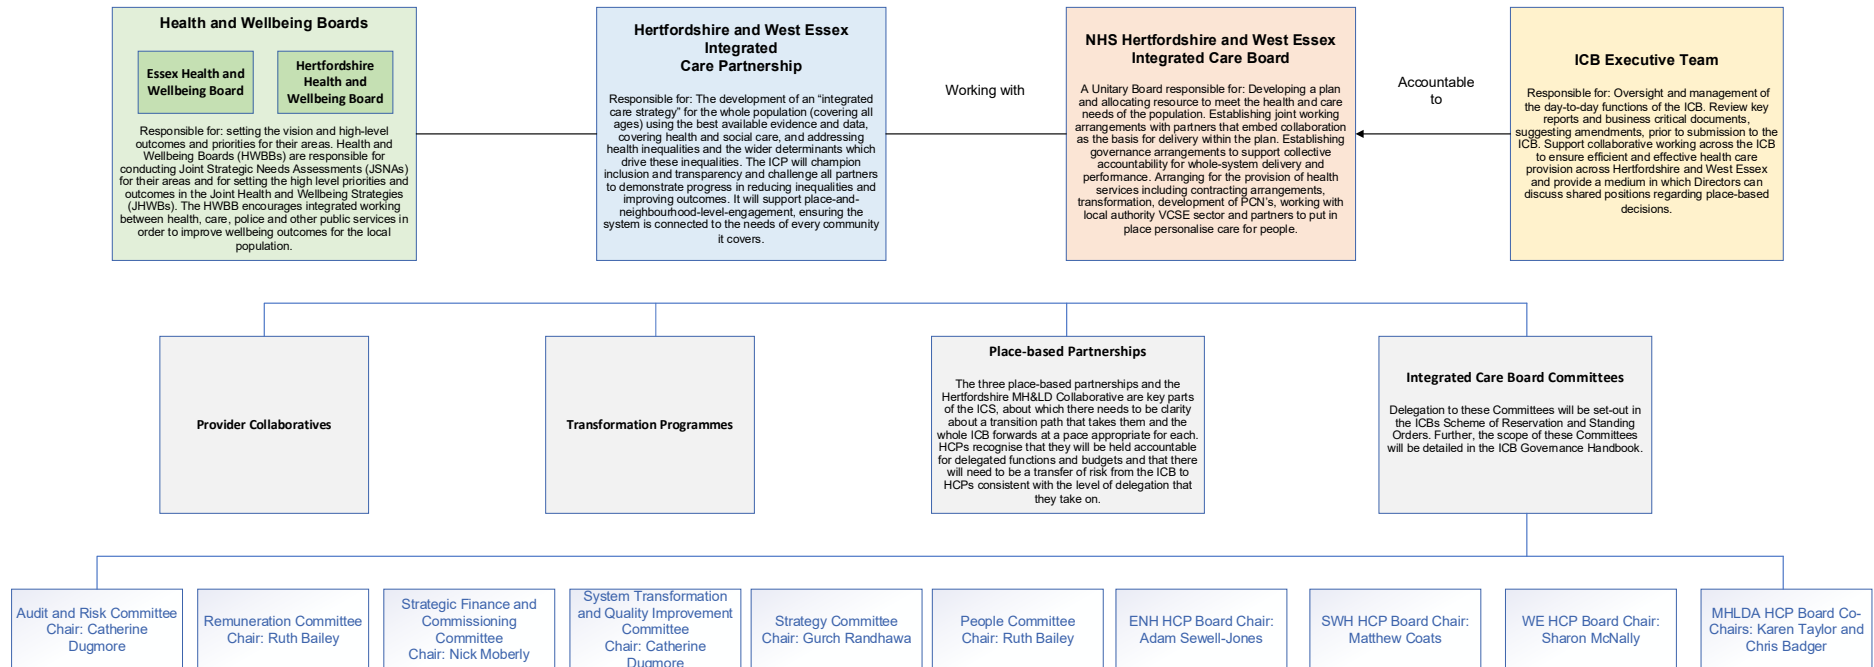 Health and Wellbeing Boards
Essex Health and
Wellbeing Board
Hertfordshire
Health and
Wellbeing Board
Responsible for: setting the vision and high-level
outcomes and priorities for their areas. Health and
Wellbeing Boards (HWBBs) are responsible for
conducting Joint Strategic Needs Assessments (JSNAs)
for their areas and for setting the high level priorities and
outcomes in the Joint Health and Wellbeing Strategies
(JHWBs). The HWBB encourages integrated working
between health, care, police and other public services in
order to improve wellbeing outcomes for the local
population.
Hertfordshire and West Essex
Integrated
Care Partnership
Responsible for: The development of an “integrated
care strategy” for the whole population (covering all
ages) using the best available evidence and data,
covering health and social care, and addressing
health inequalities and the wider determinants which
drive these inequalities. The ICP will champion
inclusion and transparency and challenge all partners
to demonstrate progress in reducing inequalities and
improving outcomes. It will support place-and-
neighbourhood-level-engagement, ensuring the
system is connected to the needs of every community
it covers.
Working with
NHS Hertfordshire and West Essex
Integrated Care Board
A Unitary Board responsible for: Developing a plan
and allocating resource to meet the health and care
needs of the population. Establishing joint working
arrangements with partners that embed collaboration
as the basis for delivery within the plan. Establishing
governance arrangements to support collective
accountability for whole-system delivery and
performance. Arranging for the provision of health
services including contracting arrangements,
transformation, development of PCN’s, working with
local authority VCSE sector and partners to put in
place personalise care for people.
Accountable
to
ICB Executive Team
Responsible for: Oversight and management of
the day-to-day functions of the ICB. Review key
reports and business critical documents,
suggesting amendments, prior to submission to the
ICB. Support collaborative working across the ICB
to ensure efficient and effective health care
provision across Hertfordshire and West Essex
and provide a medium in which Directors can
discuss shared positions regarding place-based
decisions.
Provider Collaboratives
Transformation Programmes
Place-based Partnerships
The three place-based partnerships and the
Hertfordshire MH&LD Collaborative are key parts
of the ICS, about which there needs to be clarity
about a transition path that takes them and the
whole ICB forwards at a pace appropriate for each.
HCPs recognise that they will be held accountable
for delegated functions and budgets and that there
will need to be a transfer of risk from the ICB to
HCPs consistent with the level of delegation that
they take on.
Integrated Care Board Committees
Delegation to these Committees will be set-out in
the ICBs Scheme of Reservation and Standing
Orders. Further, the scope of these Committees
will be detailed in the ICB Governance Handbook.
Audit and Risk Committee
Chair: Catherine
Dugmore
Remuneration Committee
Chair: Ruth Bailey
Strategic Finance and
Commissioning
Committee
Chair: Nick Moberly
System Transformation
and Quality Improvement
Committee
Chair: Catherine
Dugmore
Strategy Committee
Chair: Gurch Randhawa
People Committee
Chair: Ruth Bailey
ENH HCP Board Chair:
Adam Sewell-Jones
SWH HCP Board Chair:
Matthew Coats
WE HCP Board Chair:
Sharon McNally
MHLDA HCP Board Co-
Chairs: Karen Taylor and
Chris Badger